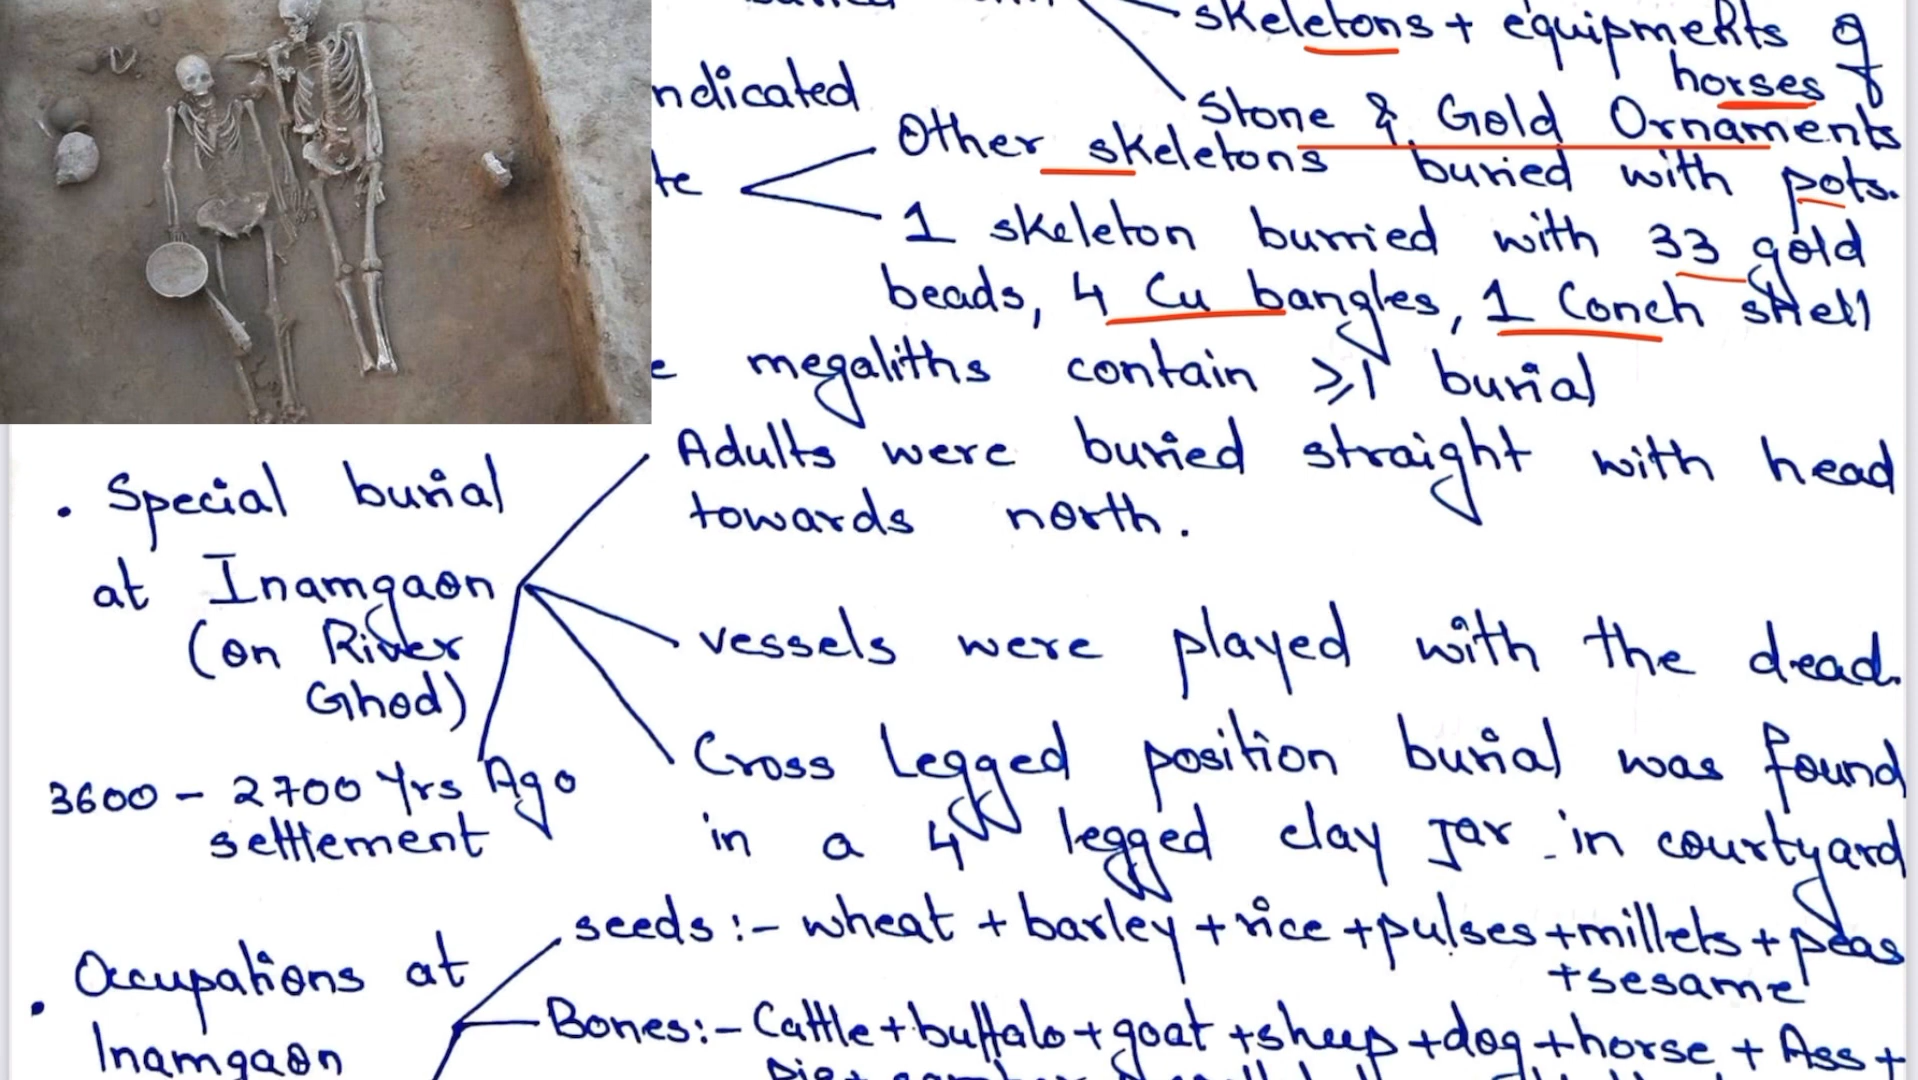 skeletons + equipments of
horses
ndicated
Stone & Gold Ornaments
Other skeletons buried with pots.
te
1 skeleton burried with 33 gold
beads, 4 Cu bangles, 1 Conch shell
e megaliths contain ⩾1 burial
Adults were buried straight with head
towards north.
. Special burial
at Inamgaon
(on River
Ghod)
vessels were played with the dead.
Cross Legged position burial was found
3600 - 2700 Yrs Ago
settlement
in a 4 legged clay Jar in courtyard
seeds :- wheat + barley + rice + pulses + millets + peas
+ sesame
. Occupations at
Inamgaon
Bones :- Cattle + buffalo + goat + sheep + dog + horse + Ass +